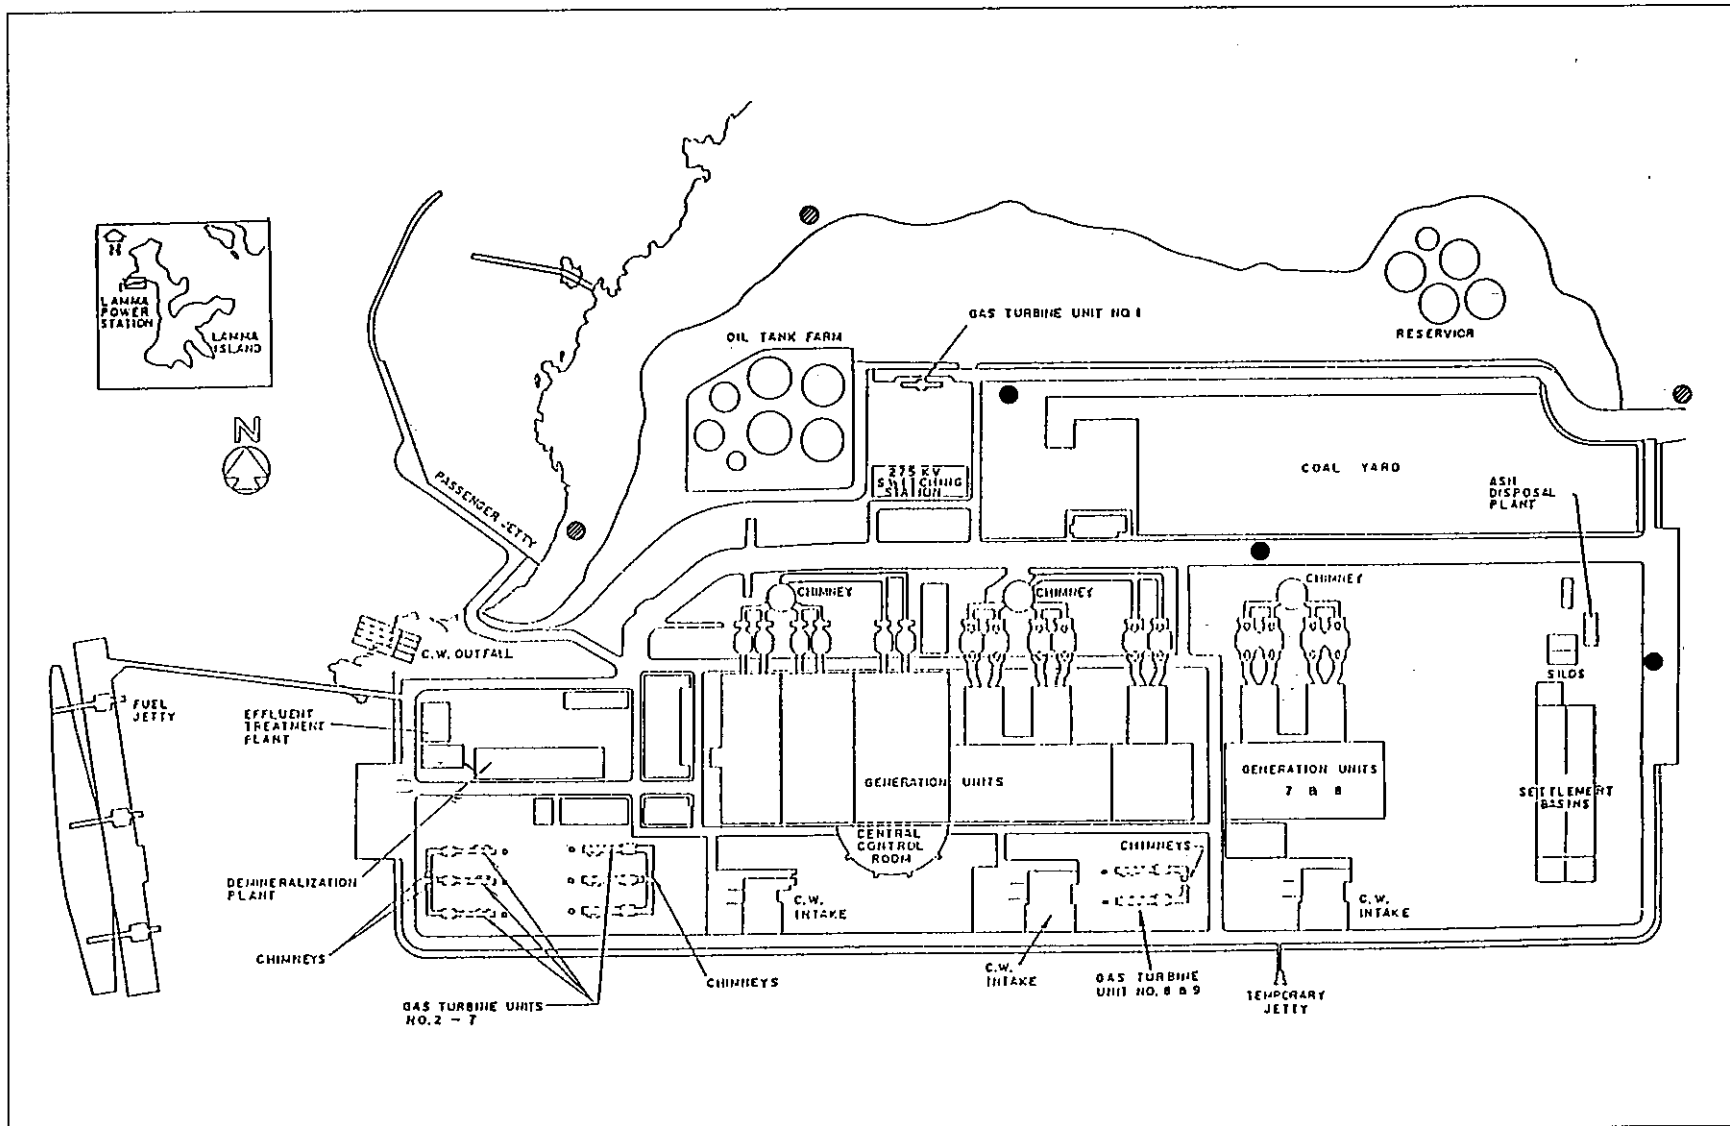 N
LAMMA
POWER
STATION
LAMMA
ISLAND
N
GAS TURBINE UNIT NO 1
OIL TANK FARM
RESERVIOR
275 KV
SWITCHING
STATION
COAL YARD
ASH
DISPOSAL
PLANT
PASSENGER JETTY
CHIMNEY
CHIMNEY
CHIMNEY
C.W. OUTFALL
SILOS
FUEL
JETTY
EFFLUENT
TREATMENT
PLANT
GENERATION UNITS
GENERATION UNITS
7 & 8
SETTLEMENT
BASINS
CENTRAL
CONTROL
ROOM
CHIMNEYS
DEMINERALIZATION
PLANT
C.W.
INTAKE
C.W.
INTAKE
CHIMNEYS
CHIMNEYS
C.W.
INTAKE
GAS TURBINE
UNIT NO. 8 & 9
TEMPORARY
JETTY
GAS TURBINE UNITS
NO. 2 - 7